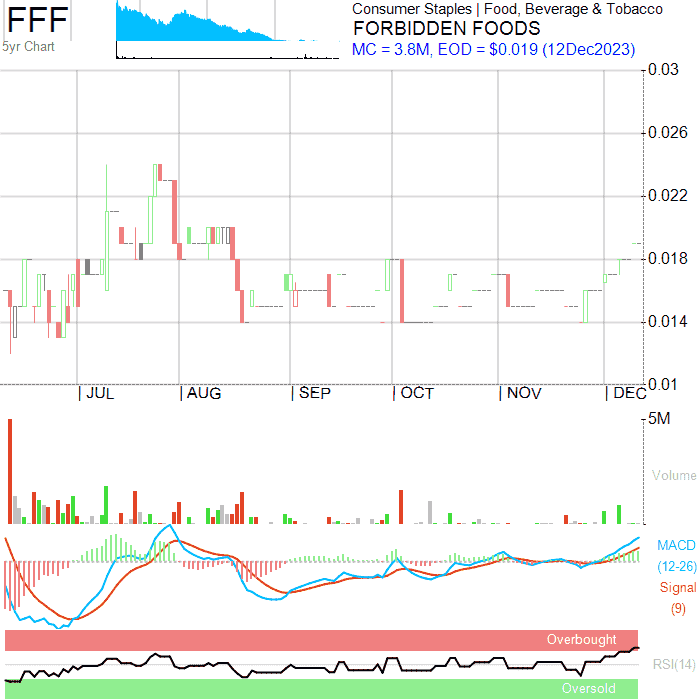 FFF
5yr Chart
Consumer Staples | Food, Beverage & Tobacco
FORBIDDEN FOODS
MC = 3.8M, EOD = $0.019 (12Dec2023)
0.03
0.026
0.022
0.018
0.014
0.01
| JUL | AUG | SEP | OCT | NOV | DEC
5M
Volume
MACD
(12-26)
Signal
(9)
Overbought
RSI(14)
Oversold